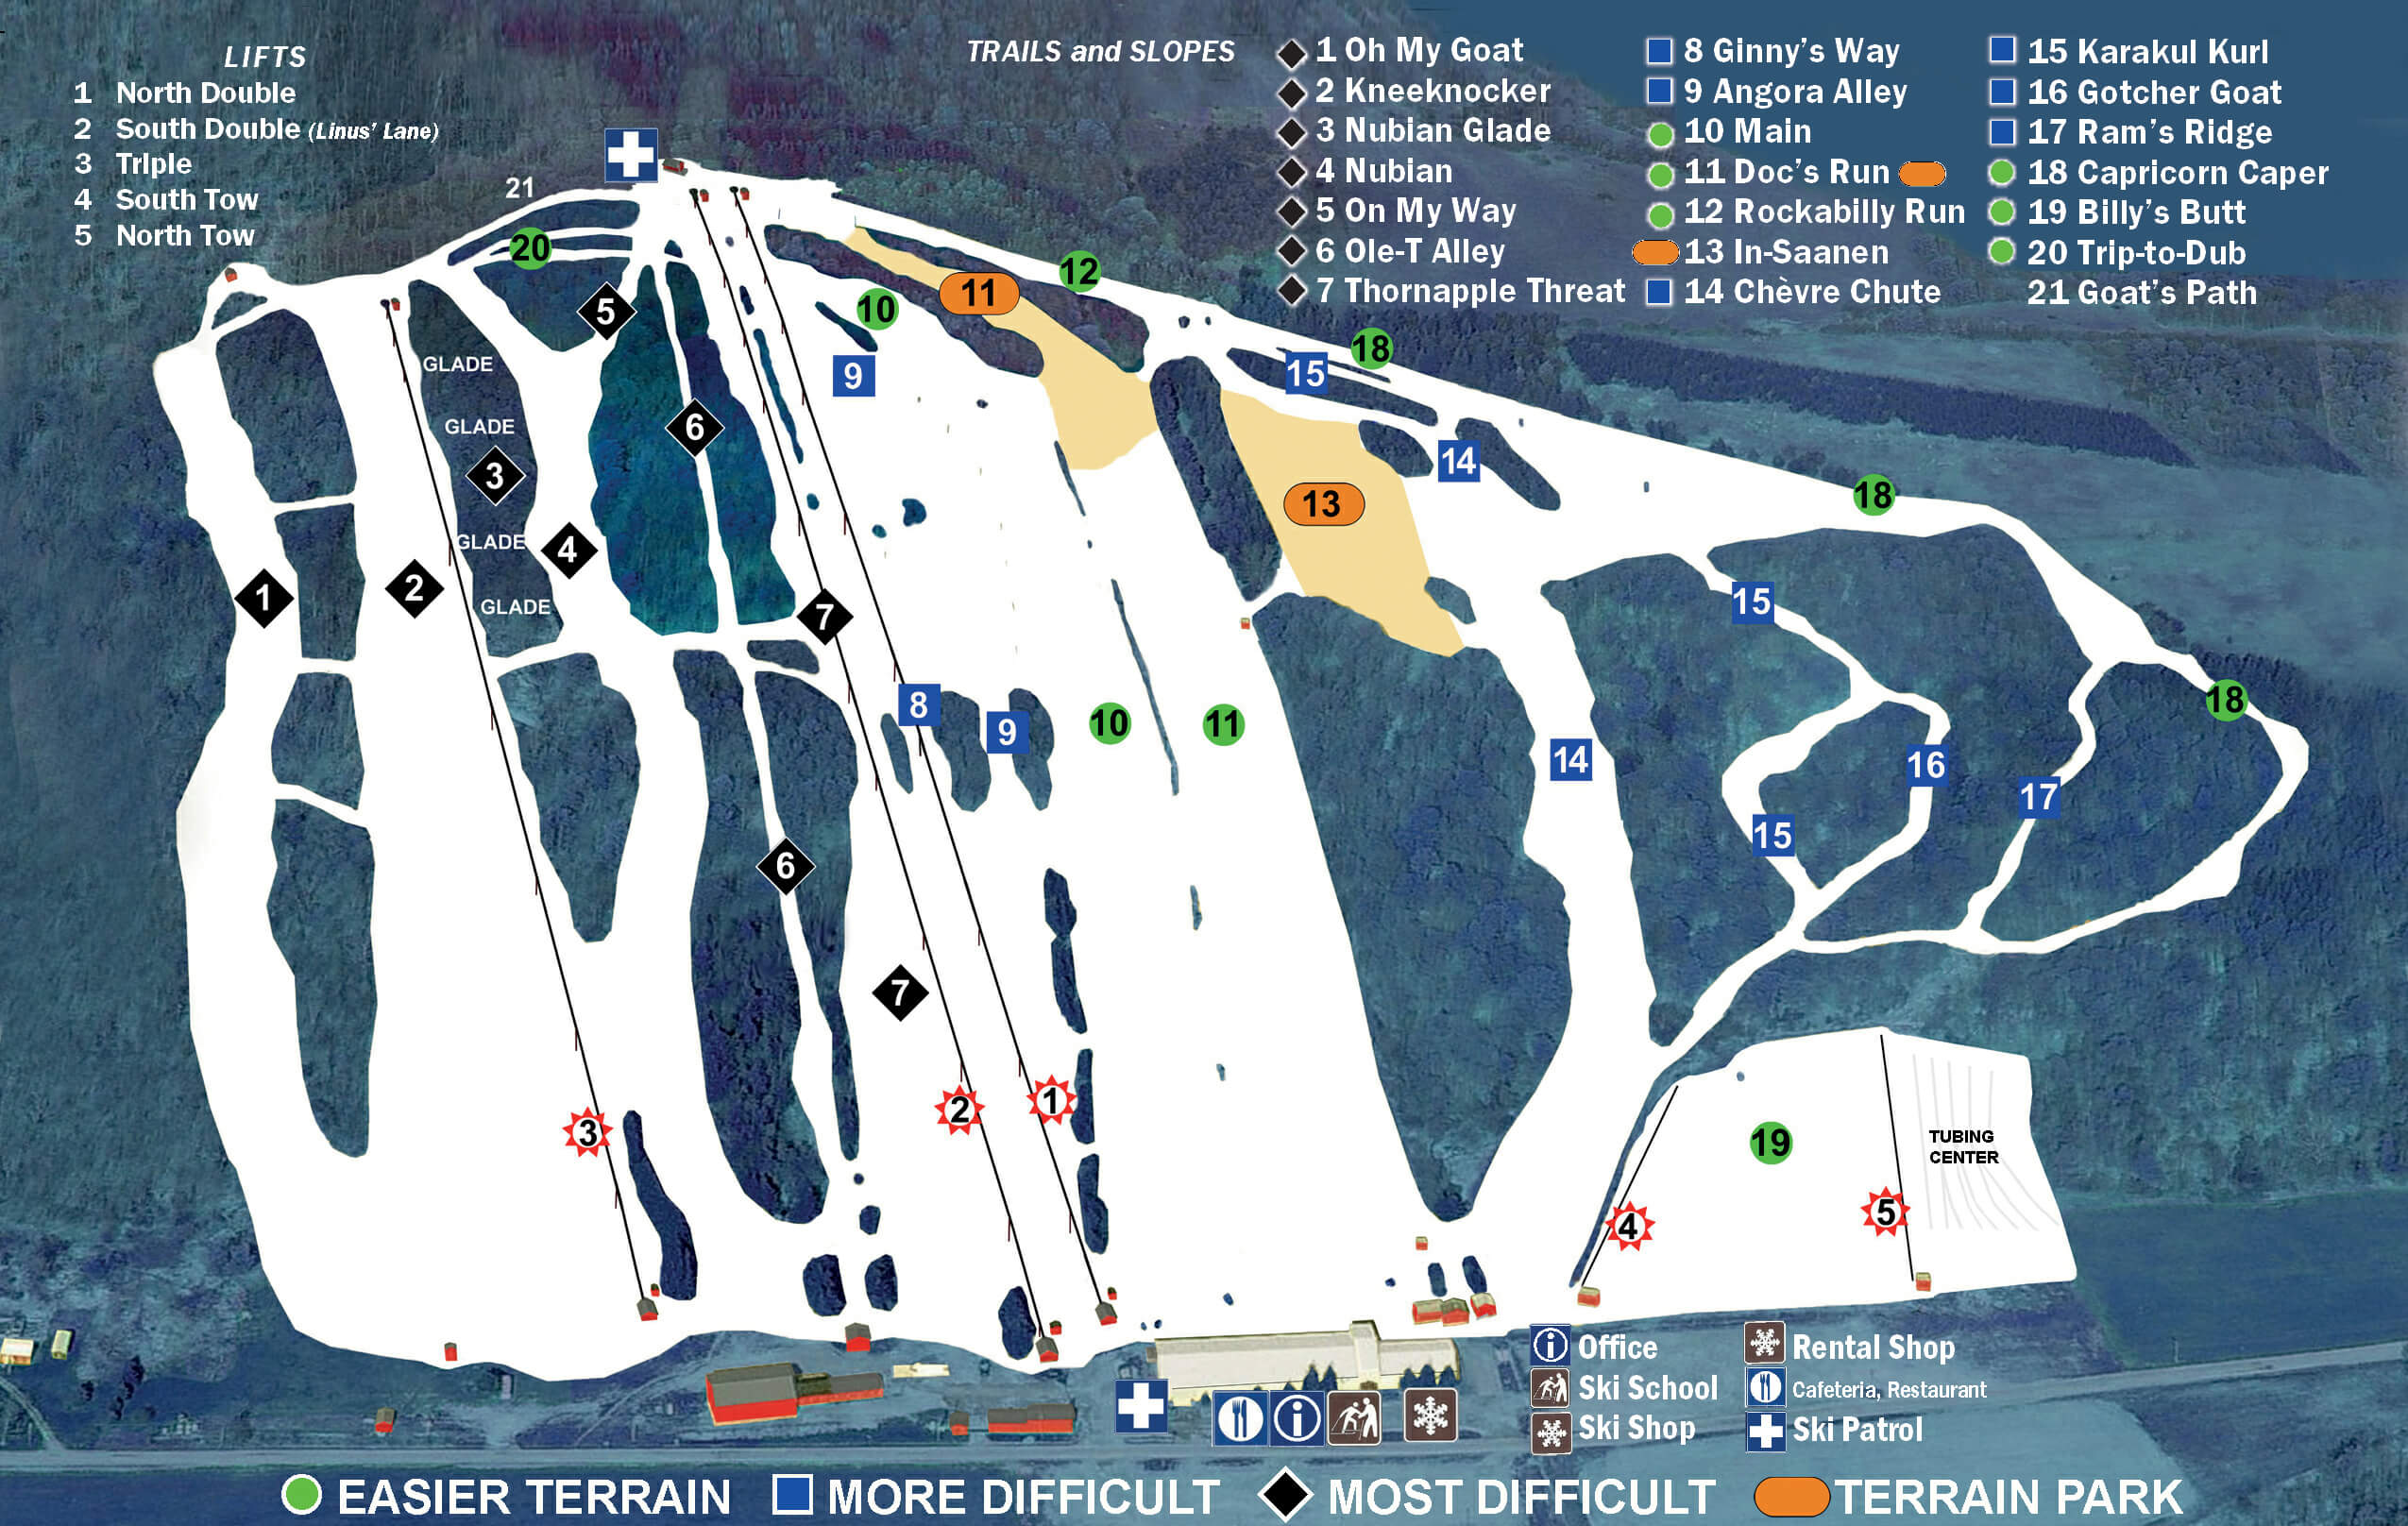 LIFTS
1 North Double
2 South Double (Linus' Lane)
3 Triple
4 South Tow
5 North Tow
TRAILS and SLOPES
1 Oh My Goat
2 Kneeknocker
3 Nubian Glade
4 Nubian
5 On My Way
6 Ole-T Alley
7 Thornapple Threat
8 Ginny's Way
9 Angora Alley
10 Main
11 Doc's Run
12 Rockabilly Run
13 In-Saanen
14 Chèvre Chute
15 Karakul Kurl
16 Gotcher Goat
17 Ram's Ridge
18 Capricorn Caper
19 Billy's Butt
20 Trip-to-Dub
21 Goat's Path
21
20
12
11
5
10
18
GLADE
9
15
GLADE
6
14
3
13
18
GLADE
4
1
2
GLADE
7
15
8
9
10
11
14
16
18
17
15
6
7
2
1
3
19
TUBING
CENTER
4
5
Office
Rental Shop
Ski School
Cafeteria, Restaurant
Ski Shop
Ski Patrol
EASIER TERRAIN MORE DIFFICULT MOST DIFFICULT TERRAIN PARK